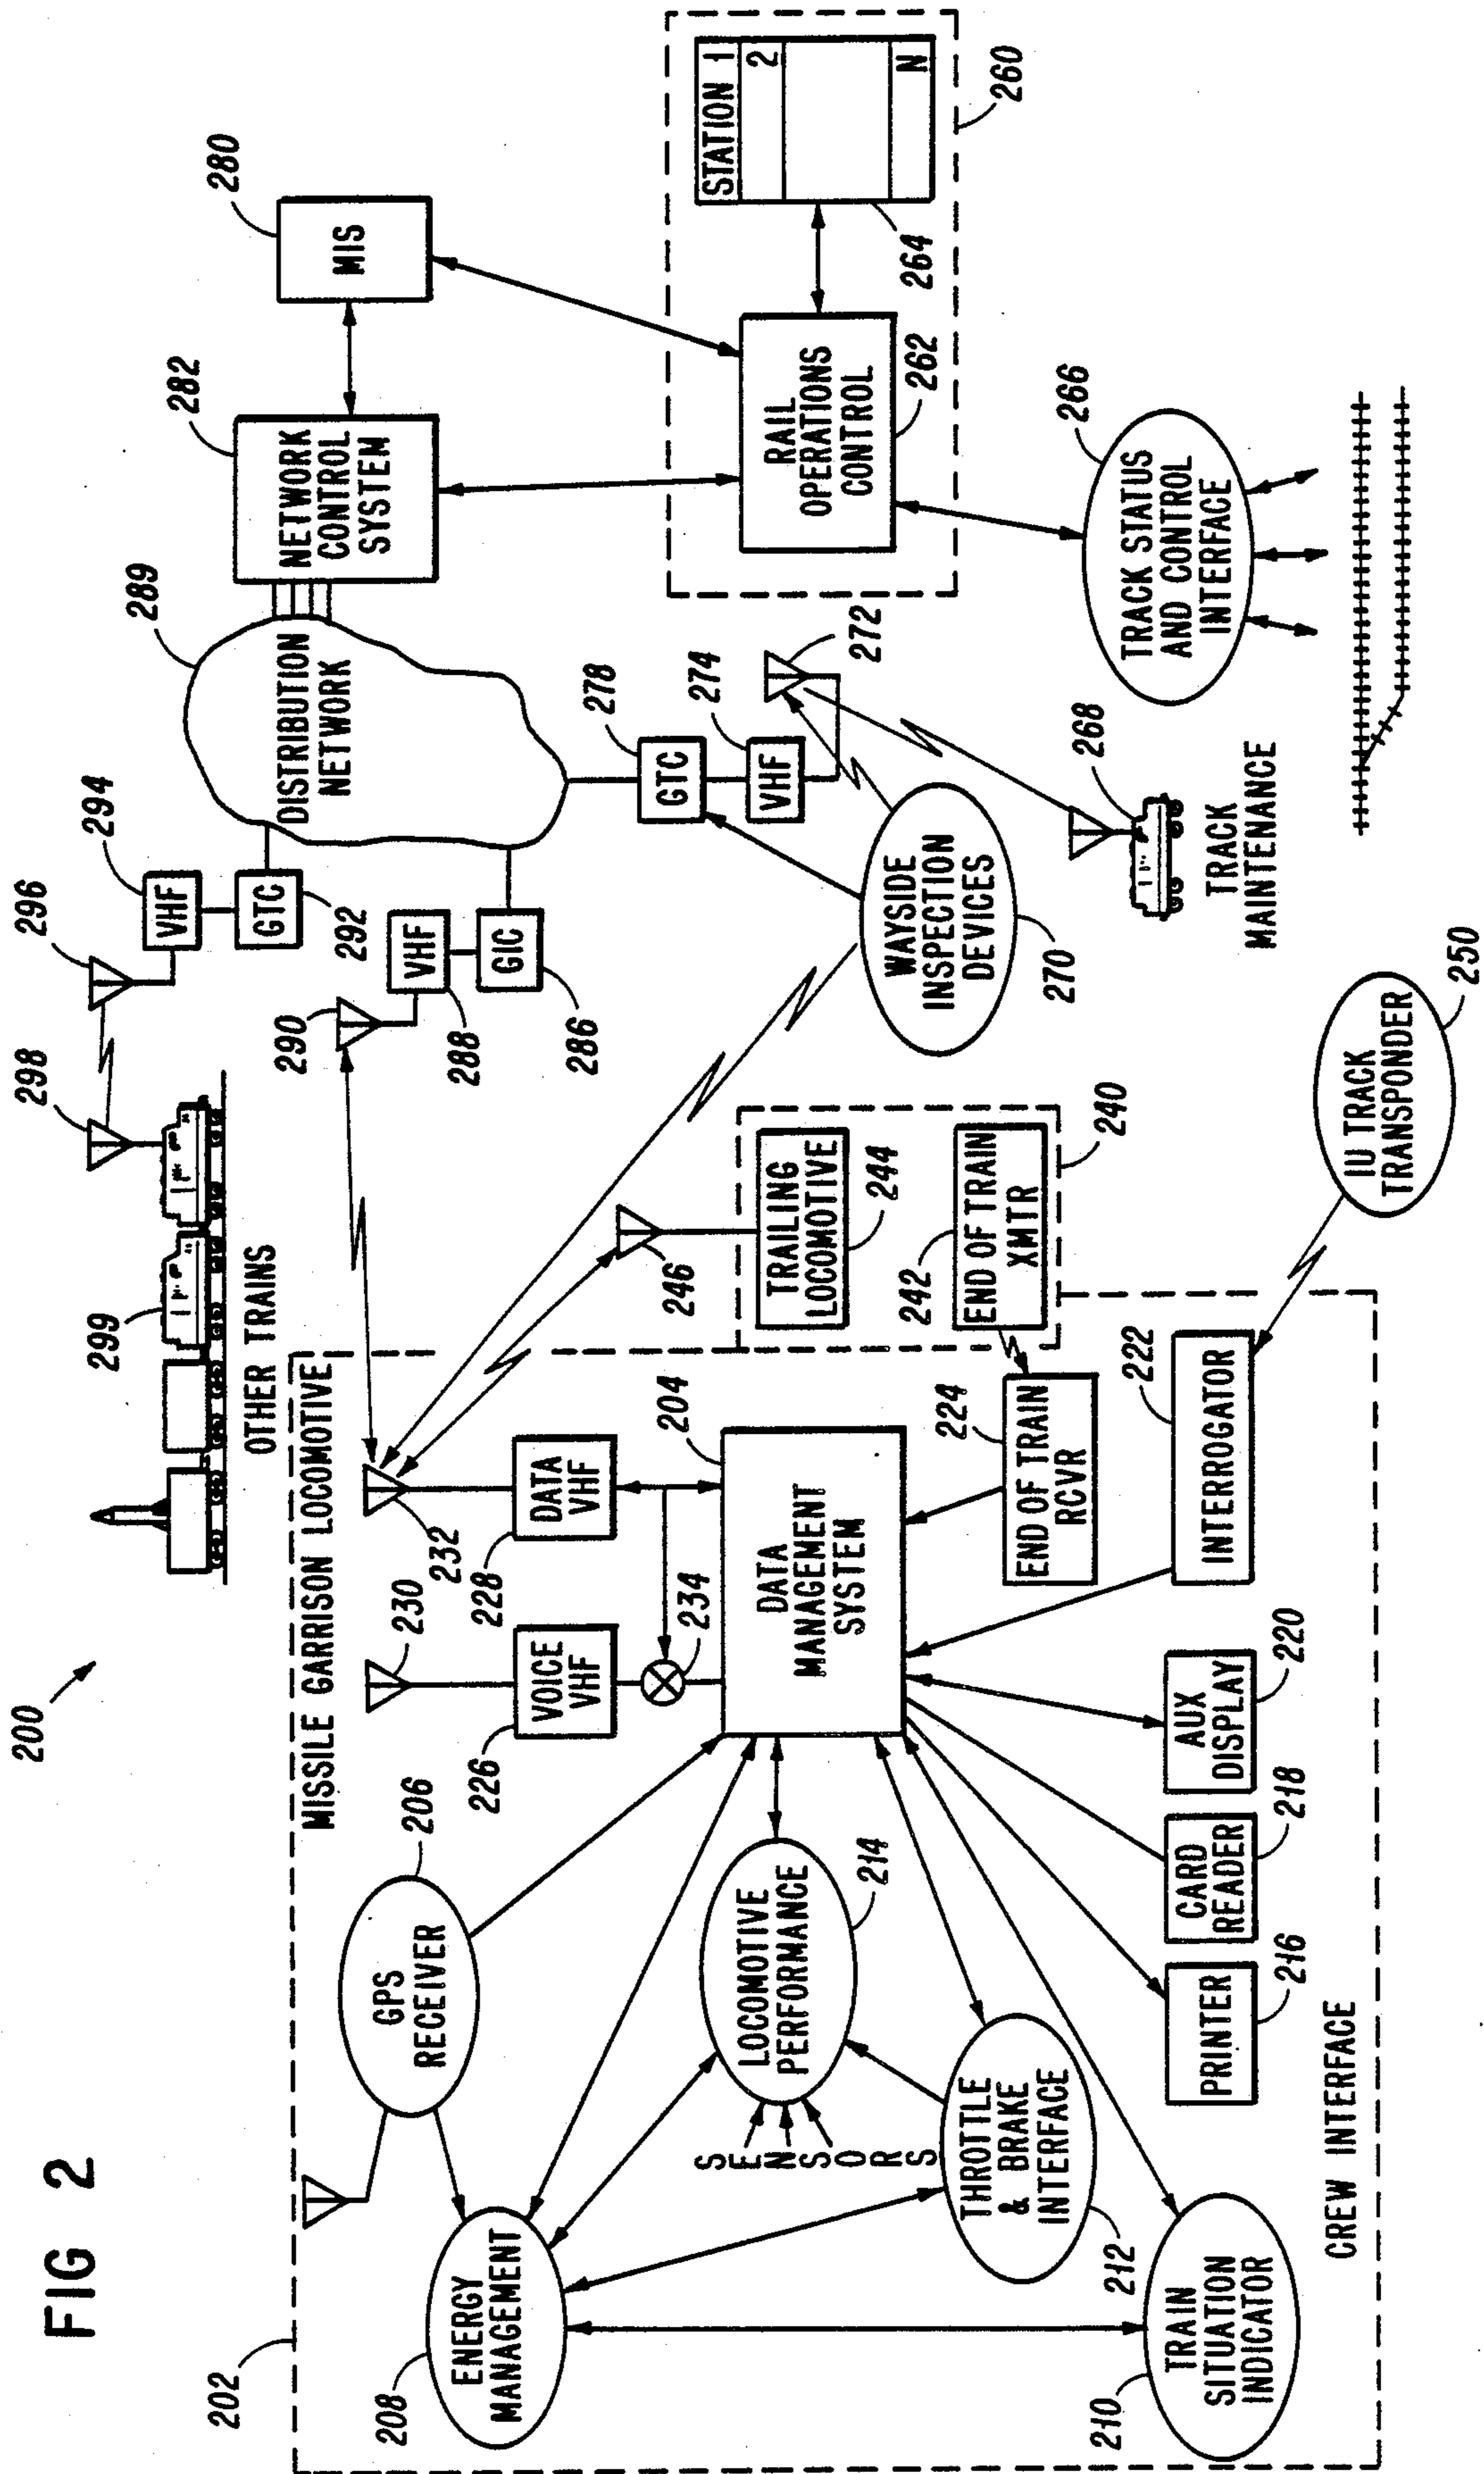 FIG 2
200
202
MISSILE GARRISON LOCOMOTIVE
GPS
RECEIVER
206
ENERGY
MANAGEMENT
208
LOCOMOTIVE
PERFORMANCE
214
SENSORS
THROTTLE
& BRAKE
INTERFACE
212
TRAIN
SITUATION
INDICATOR
210
CREW INTERFACE
PRINTER
216
CARD
READER
218
AUX
DISPLAY
220
230
VOICE
VHF
226
232
DATA
VHF
228
234
DATA
MANAGEMENT
SYSTEM
204
END OF TRAIN
RCVR
224
INTERROGATOR
222
OTHER TRAINS
299
298
296
VHF
294
GTC
292
290
VHF
288
GIC
286
246
TRAILING
LOCOMOTIVE
244
END OF TRAIN
XMTR
242
240
IU TRACK
TRANSPONDER
250
DISTRIBUTION
NETWORK
289
GTC
278
VHF
274
272
WAYSIDE
INSPECTION
DEVICES
270
268
TRACK
MAINTENANCE
NETWORK
CONTROL
SYSTEM
282
MIS
280
RAIL
OPERATIONS
CONTROL
262
STATION 1
2
N
264
260
TRACK STATUS
AND CONTROL
INTERFACE
266